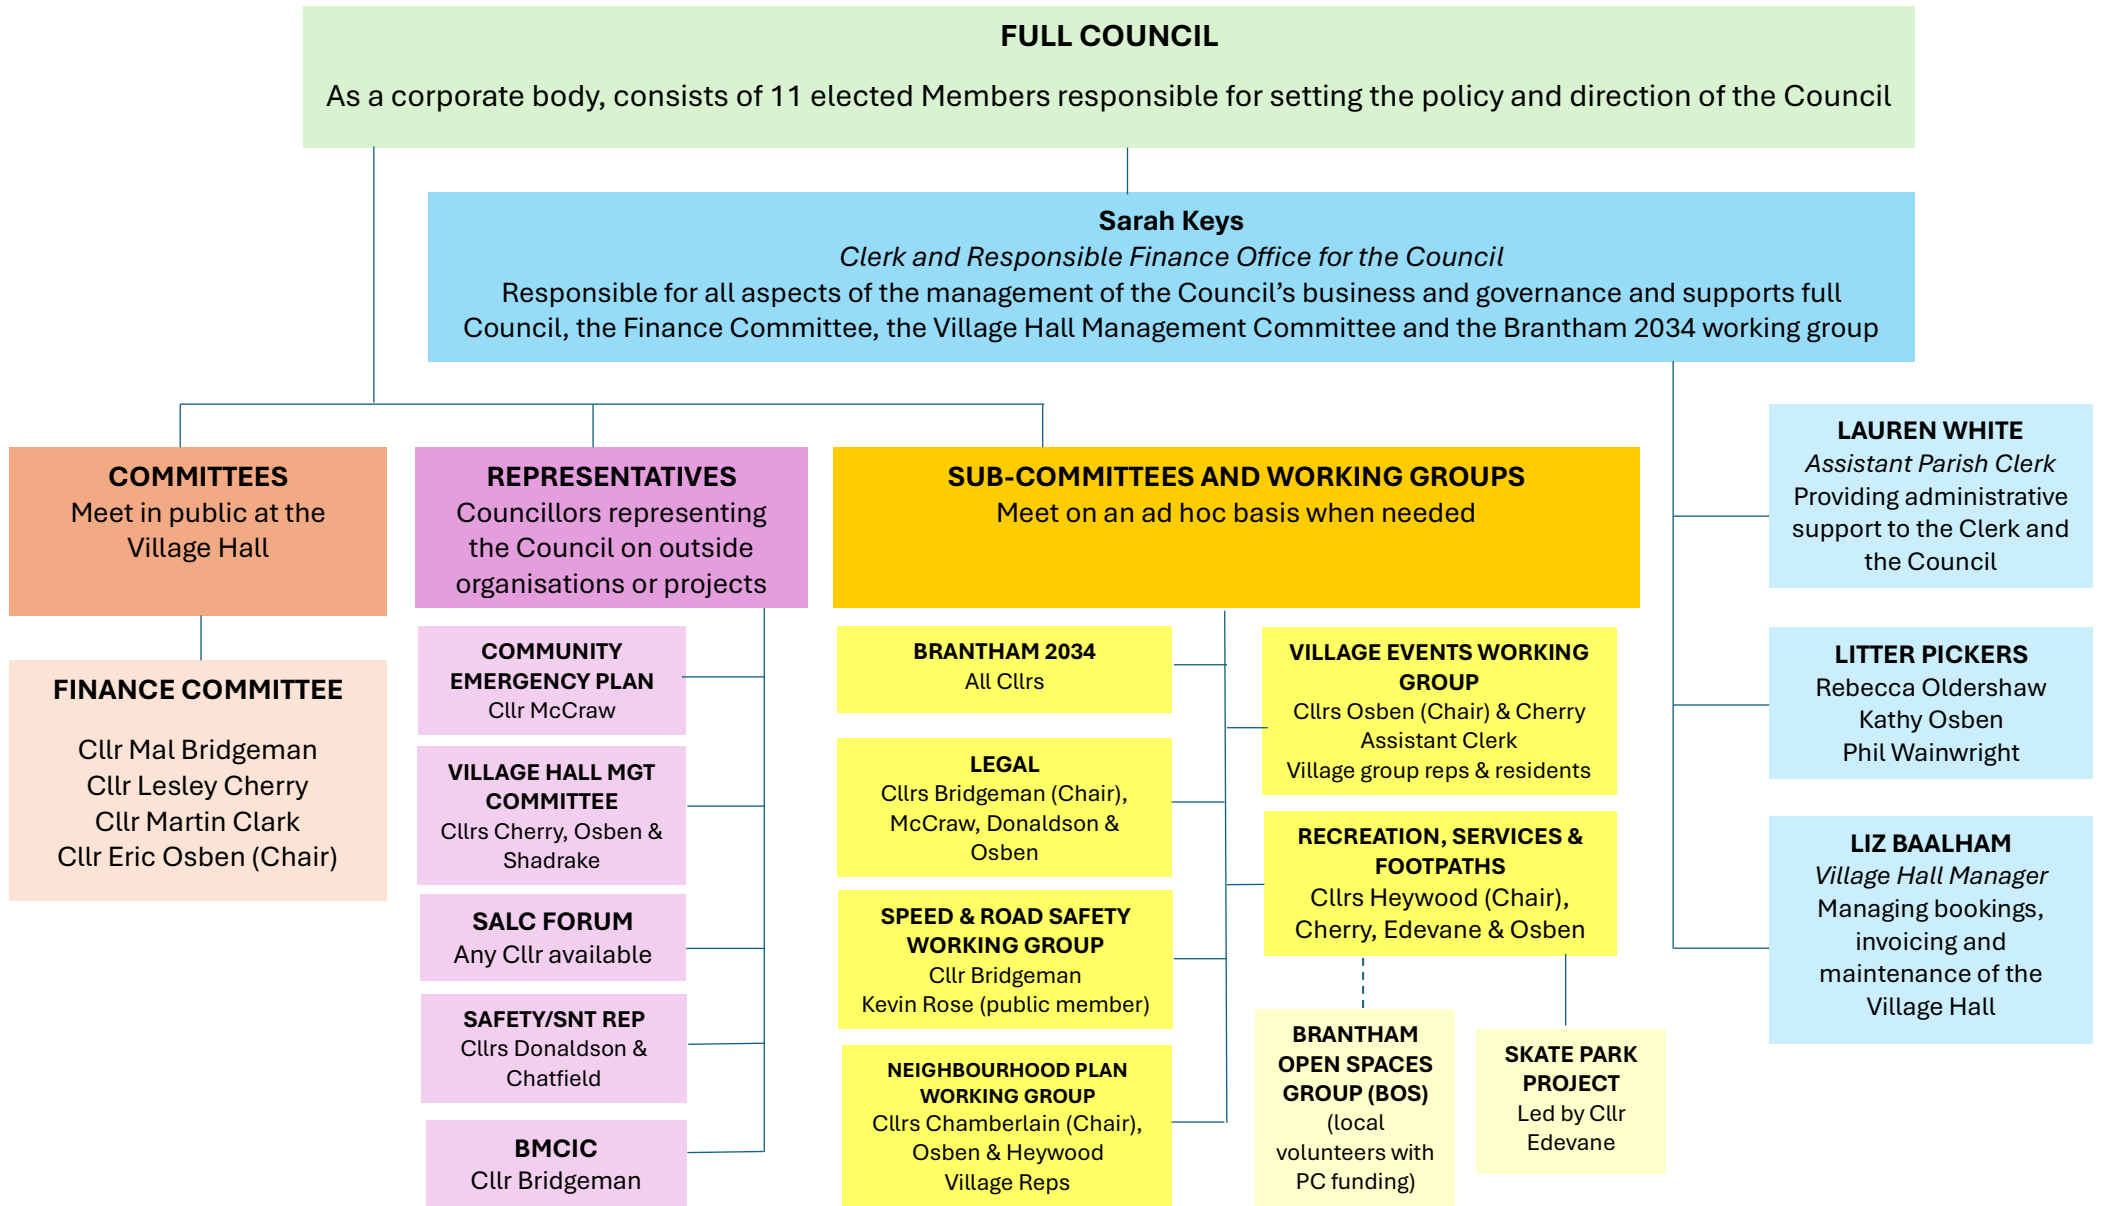 FULL COUNCIL
As a corporate body, consists of 11 elected Members responsible for setting the policy and direction of the Council
Sarah Keys
Clerk and Responsible Finance Office for the Council
Responsible for all aspects of the management of the Council’s business and governance and supports full
Council, the Finance Committee, the Village Hall Management Committee and the Brantham 2034 working group
COMMITTEES
Meet in public at the
Village Hall
FINANCE COMMITTEE
Cllr Mal Bridgeman
Cllr Lesley Cherry
Cllr Martin Clark
Cllr Eric Osben (Chair)
REPRESENTATIVES
Councillors representing
the Council on outside
organisations or projects
COMMUNITY
EMERGENCY PLAN
Cllr McCraw
VILLAGE HALL MGT
COMMITTEE
Cllrs Cherry, Osben &
Shadrake
SALC FORUM
Any Cllr available
SAFETY/SNT REP
Cllrs Donaldson &
Chatfield
BMCIC
Cllr Bridgeman
SUB-COMMITTEES AND WORKING GROUPS
Meet on an ad hoc basis when needed
BRANTHAM 2034
All Cllrs
LEGAL
Cllrs Bridgeman (Chair),
McCraw, Donaldson &
Osben
SPEED & ROAD SAFETY
WORKING GROUP
Cllr Bridgeman
Kevin Rose (public member)
NEIGHBOURHOOD PLAN
WORKING GROUP
Cllrs Chamberlain (Chair),
Osben & Heywood
Village Reps
VILLAGE EVENTS WORKING
GROUP
Cllrs Osben (Chair) & Cherry
Assistant Clerk
Village group reps & residents
RECREATION, SERVICES &
FOOTPATHS
Cllrs Heywood (Chair),
Cherry, Edevane & Osben
BRANTHAM
OPEN SPACES
GROUP (BOS)
(local
volunteers with
PC funding)
SKATE PARK
PROJECT
Led by Cllr
Edevane
LAUREN WHITE
Assistant Parish Clerk
Providing administrative
support to the Clerk and
the Council
LITTER PICKERS
Rebecca Oldershaw
Kathy Osben
Phil Wainwright
LIZ BAALHAM
Village Hall Manager
Managing bookings,
invoicing and
maintenance of the
Village Hall